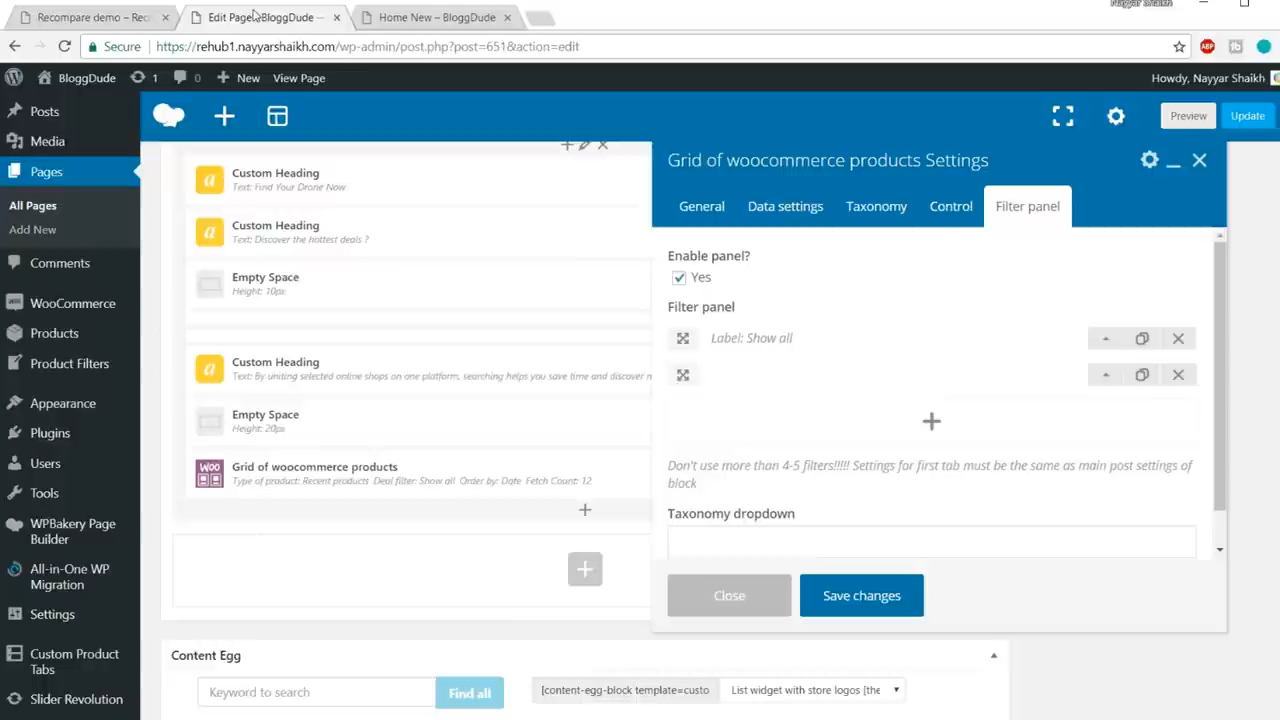 Nayyar Shaikh
Recompare demo – Rec
Edit Page BloggDude –
Home New – BloggDude
Secure
https://rehub1.nayyarshaikh.com/wp-admin/post.php?post=651&action=edit
ABP
BloggDude
1
0
New
View Page
Howdy, Nayyar Shaikh
Posts
Media
Pages
All Pages
Add New
Comments
WooCommerce
Products
Product Filters
Appearance
Plugins
Users
Tools
WPBakery Page
Builder
All-in-One WP
Migration
Settings
Custom Product
Tabs
Slider Revolution
Preview
Update
Custom Heading
Text: Find Your Drone Now
Custom Heading
Text: Discover the hottest deals ?
Empty Space
Height: 10px
Custom Heading
Text: By uniting selected online shops on one platform, searching helps you save time and discover n
Empty Space
Height: 20px
WOO
Grid of woocommerce products
Type of product: Recent products Deal filter: Show all Order by: Date Fetch Count: 12
Grid of woocommerce products Settings
General
Data settings
Taxonomy
Control
Filter panel
Enable panel?
Yes
Filter panel
Label: Show all
Don't use more than 4-5 filters!!!!! Settings for first tab must be the same as main post settings of
block
Taxonomy dropdown
Close
Save changes
Content Egg
Keyword to search
Find all
[content-egg-block template=custo
List widget with store logos [the